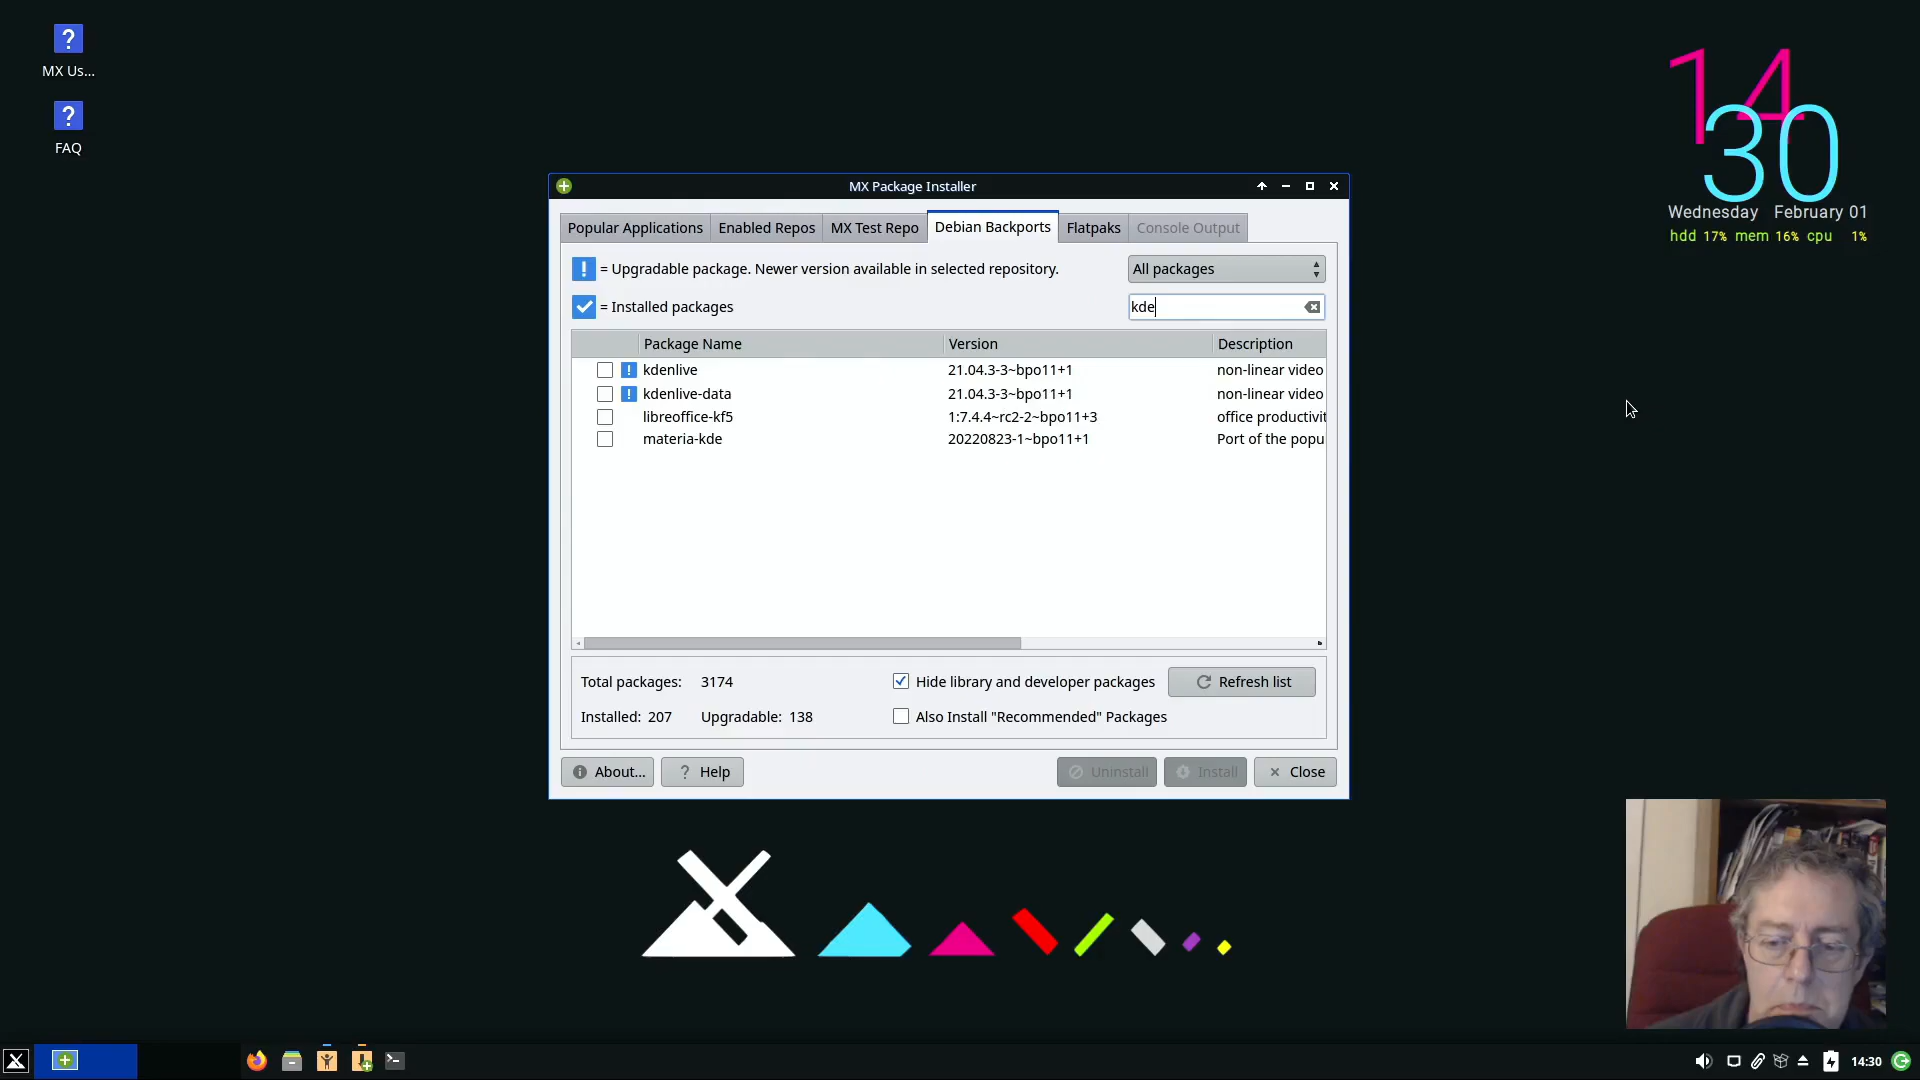 MX Us...
FAQ
14
30
Wednesday February 01
hdd 17% mem 16% cpu 1%
MX Package Installer
Popular Applications
Enabled Repos
MX Test Repo
Debian Backports
Flatpaks
Console Output
! = Upgradable package. Newer version available in selected repository.
All packages
= Installed packages
kde
Package Name Version Description
! kdenlive 21.04.3-3~bpo11+1 non-linear video
! kdenlive-data 21.04.3-3~bpo11+1 non-linear video
libreoffice-kf5 1:7.4.4~rc2-2~bpo11+3 office productivit
materia-kde 20220823-1~bpo11+1 Port of the popu
Total packages: 3174
Hide library and developer packages
Refresh list
Installed: 207 Upgradable: 138
Also Install "Recommended" Packages
About...
? Help
Uninstall
Install
Close
14:30